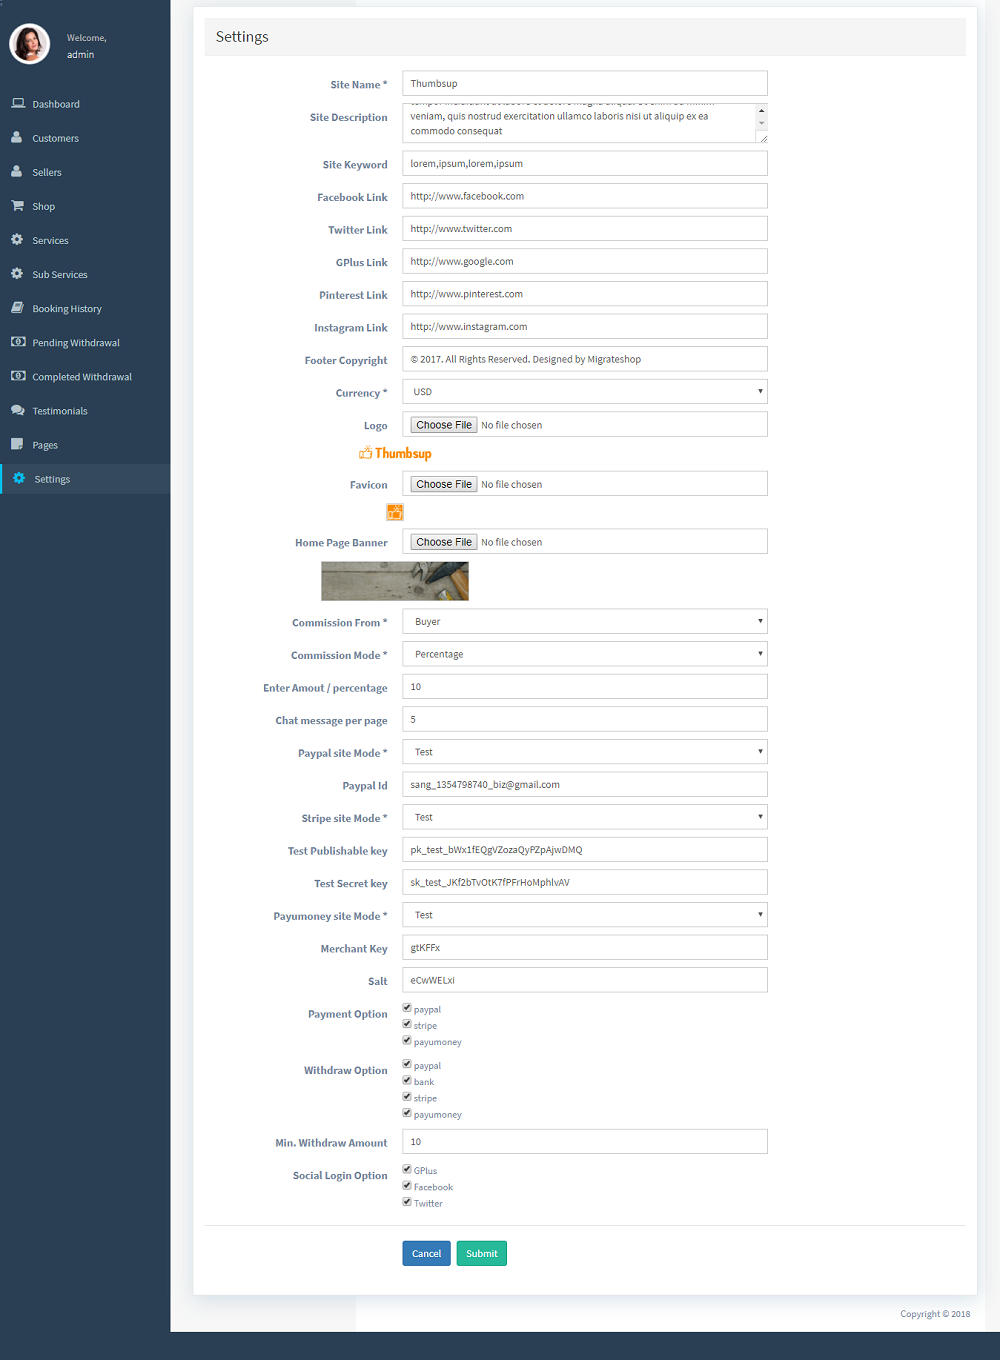 Welcome,
admin
Dashboard
Customers
Sellers
Shop
Services
Sub Services
Booking History
Pending Withdrawal
Completed Withdrawal
Testimonials
Pages
Settings
Settings
Site Name * Thumbsup
Site Description
veniam, quis nostrud exercitation ullamco laboris nisi ut aliquip ex ea
commodo consequat
Site Keyword lorem,ipsum,lorem,ipsum
Facebook Link http://www.facebook.com
Twitter Link http://www.twitter.com
GPlus Link http://www.google.com
Pinterest Link http://www.pinterest.com
Instagram Link http://www.instagram.com
Footer Copyright © 2017. All Rights Reserved. Designed by Migrateshop
Currency * USD
Logo Choose File No file chosen
Thumbsup
Favicon Choose File No file chosen
Home Page Banner Choose File No file chosen
Commission From * Buyer
Commission Mode * Percentage
Enter Amout / percentage 10
Chat message per page 5
Paypal site Mode * Test
Paypal Id sang_1354798740_biz@gmail.com
Stripe site Mode * Test
Test Publishable key pk_test_bWx1fEQgVZozaQyPZpAjwDMQ
Test Secret key sk_test_JKf2bTvOtK7fPFrHoMphlvAV
Payumoney site Mode * Test
Merchant Key gtKFFx
Salt eCwWELxi
Payment Option paypal
stripe
payumoney
Withdraw Option paypal
bank
stripe
payumoney
Min. Withdraw Amount 10
Social Login Option GPlus
Facebook
Twitter
Cancel Submit
Copyright © 2018